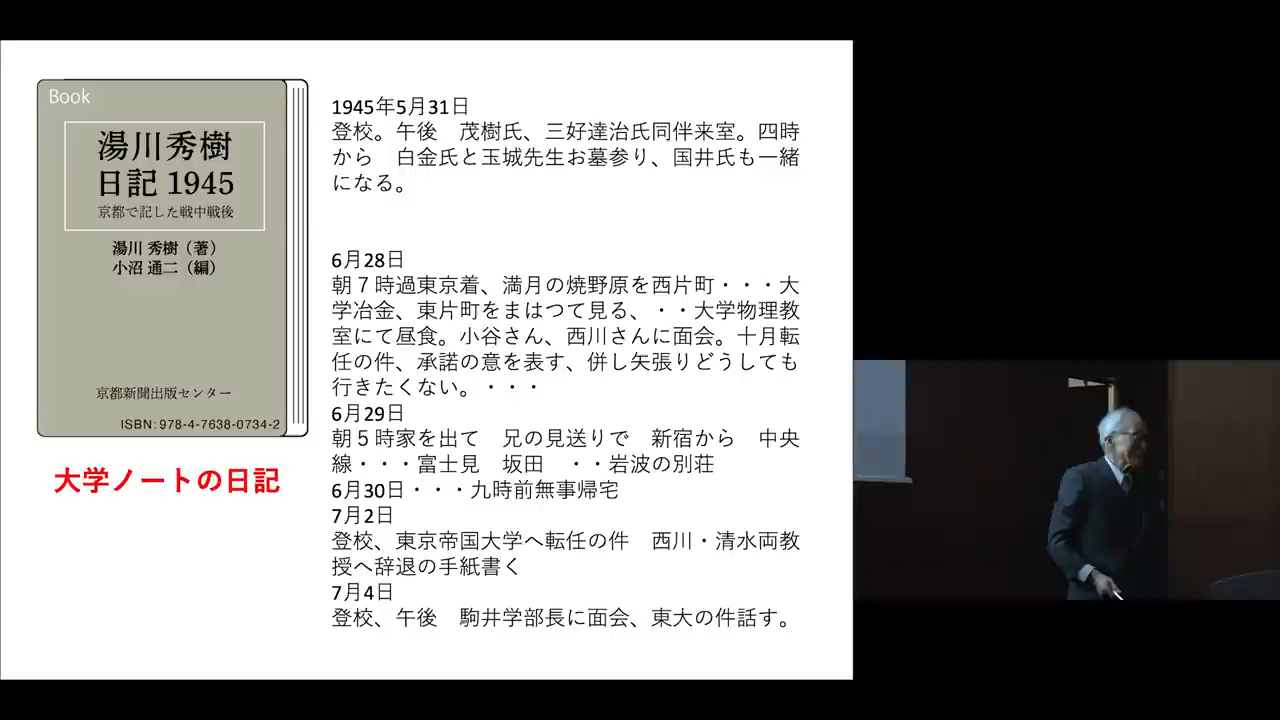 Book
湯川秀樹
日記 1945
京都で記した戦中戦後
湯川 秀樹（著）
小沼 通二（編）
京都新聞出版センター
ISBN: 978-4-7638-0734-2
大学ノートの日記
1945年5月31日
登校。午後　茂樹氏、三好達治氏同伴来室。四時
から　白金氏と玉城先生お墓参り、国井氏も一緒
になる。
6月28日
朝７時過東京着、満月の焼野原を西片町・・・大
学冶金、東片町をまはつて見る、・・大学物理教
室にて昼食。小谷さん、西川さんに面会。十月転
任の件、承諾の意を表す、併し矢張りどうしても
行きたくない。・・・
6月29日
朝５時家を出て　兄の見送りで　新宿から　中央
線・・・富士見　坂田　・・岩波の別荘
6月30日・・・九時前無事帰宅
7月2日
登校、東京帝国大学へ転任の件　西川・清水両教
授へ辞退の手紙書く
7月4日
登校、午後　駒井学部長に面会、東大の件話す。